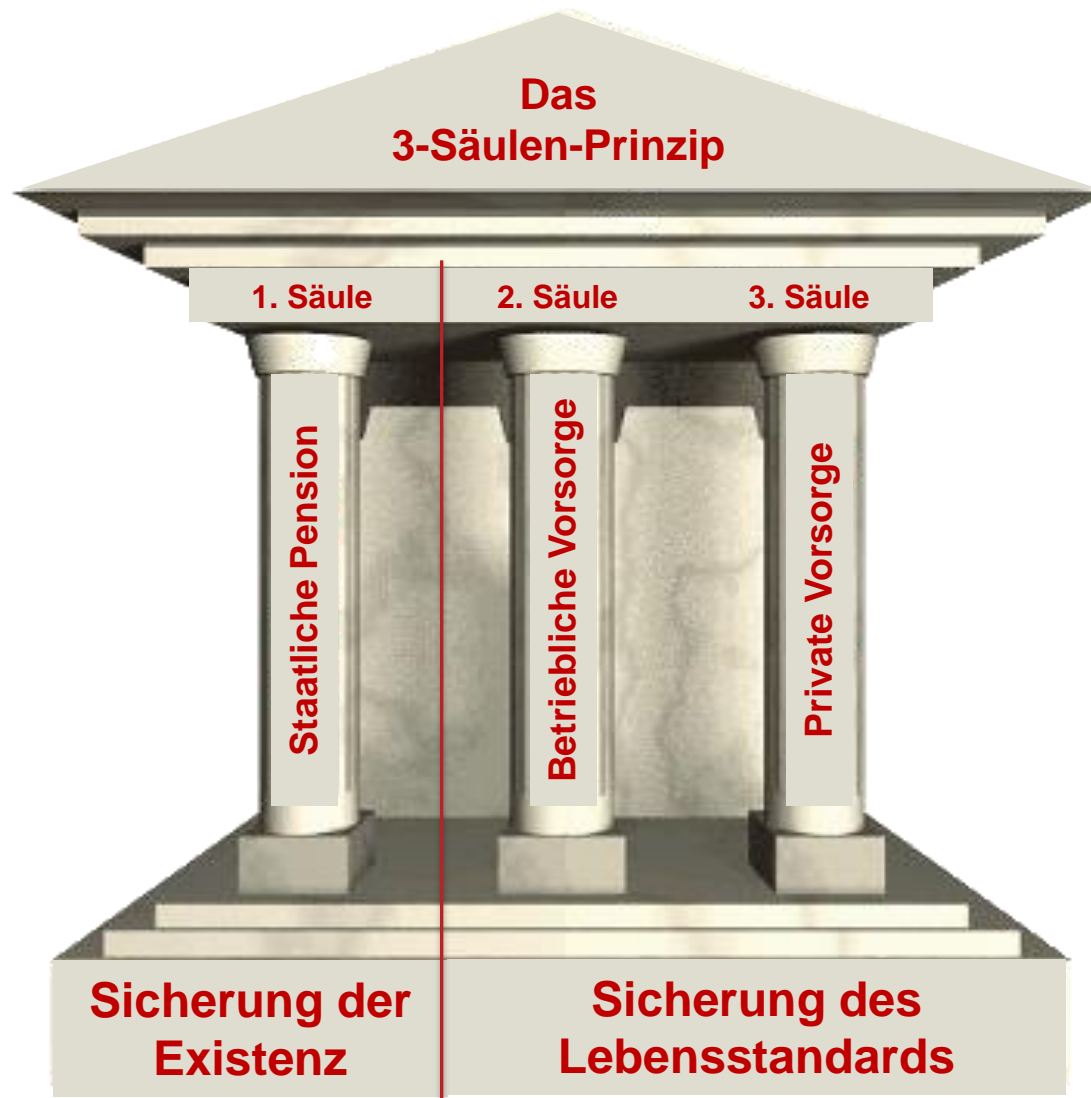 Das
3-Säulen-Prinzip
1. Säule
2. Säule
3. Säule
Staatliche Pension
Betriebliche Vorsorge
Private Vorsorge
Sicherung der
Existenz
Sicherung des
Lebensstandards